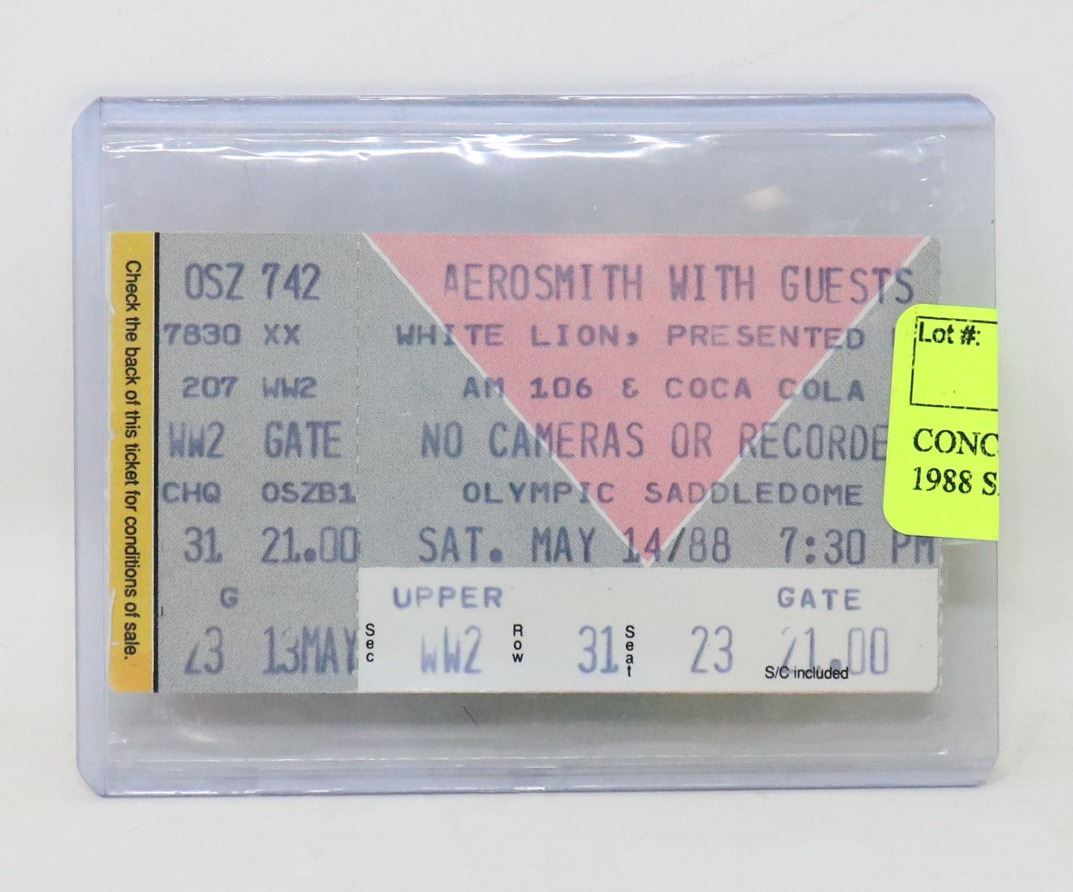 Check the back of this ticket for conditions of sale.
OSZ 742
7830 XX
207 WW2
WW2 GATE
CHQ OSZB1
31 21.00
G
23 13MAY
AEROSMITH WITH GUESTS
WHITE LION, PRESENTED
AM 106 & COCA COLA
NO CAMERAS OR RECORDE
OLYMPIC SADDLEDOME
SAT. MAY 14/88 7:30 PM
UPPER GATE
Sec WW2 Row 31 Seat 23 21.00
S/C included
Lot #:
CONC
1988 S